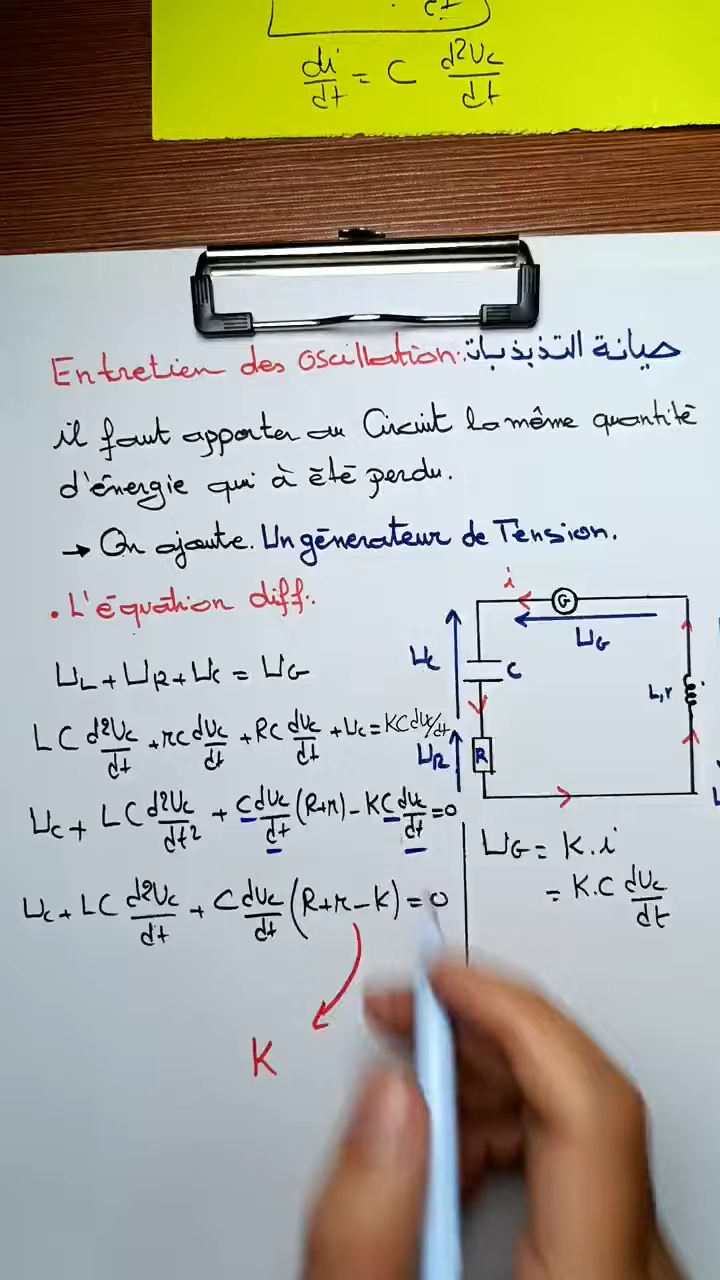 di/dt = C d²Uc/dt
Entretien des oscillation: صيانة التذبذبات
il faut apporter au Circuit la même quantité
d'énergie qui à été perdu.
→ On ajoute. Un génerateur de Tension.
. L'équation diff:
i
G
UG
Uc
C
L,r
UR
R
UL + UR + Uc = UG
LC d²Uc/dt + rC dUc/dt + RC dUc/dt + Uc = KC dUc/dt
Uc + LC d²Uc/dt² + C dUc/dt (R+r) - KC dUc/dt = 0
Uc + LC d²Uc/dt + C dUc/dt (R+r-K) = 0
UG = K.i
= K.C dUc/dt
K